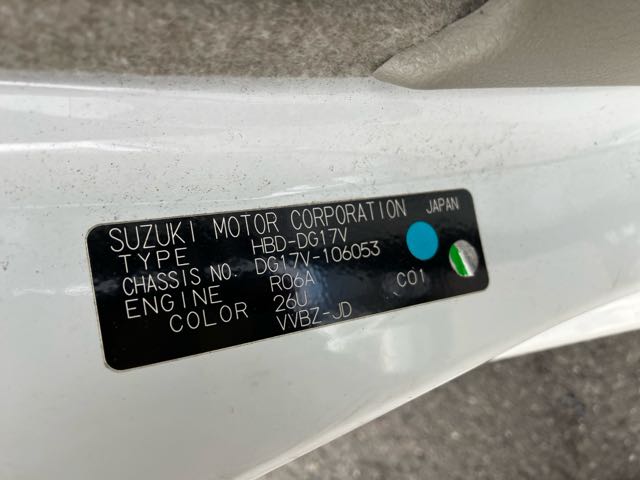 SUZUKI MOTOR CORPORATION JAPAN
TYPE HBD-DG17V
CHASSIS NO. DG17V-106053
ENGINE R06A C01
COLOR 26U
VVBZ-JD